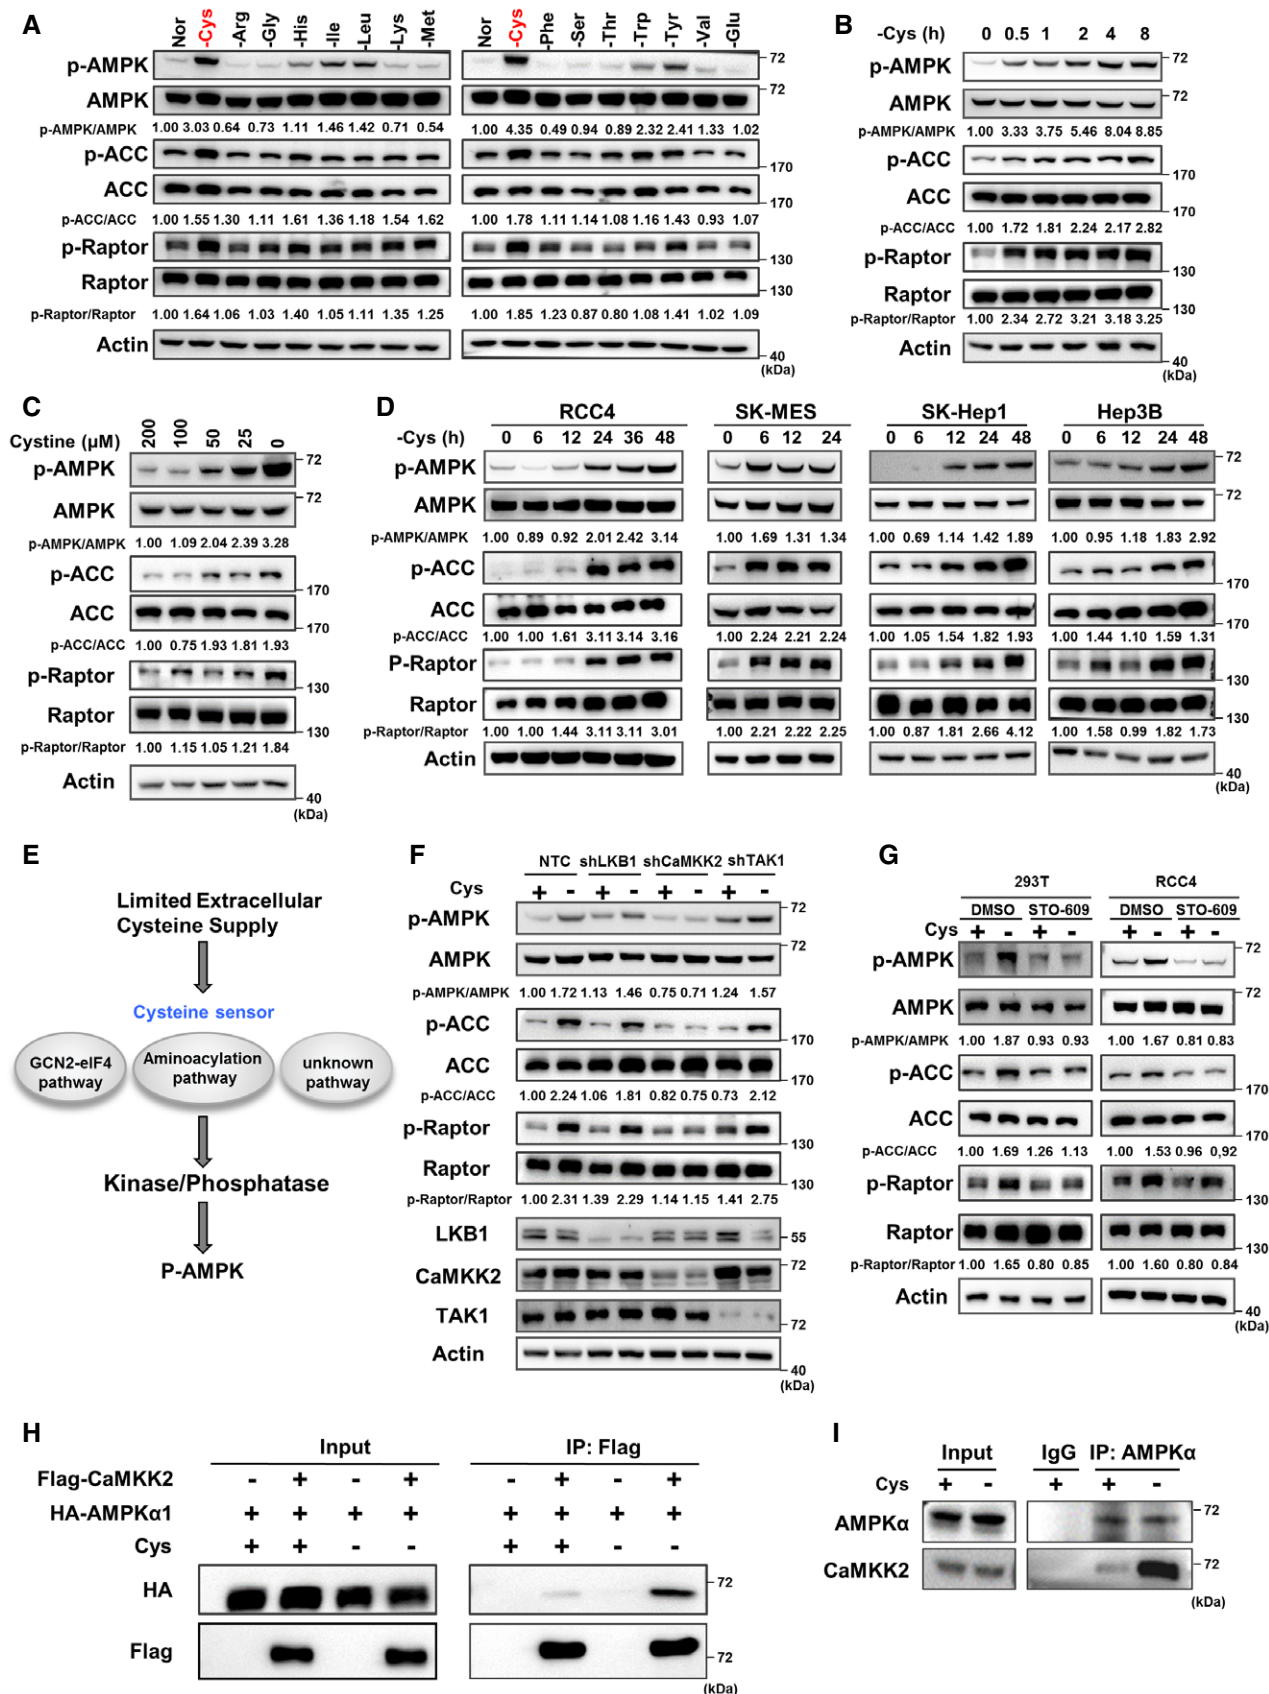 A
Nor -Cys -Arg -Gly -His -Ile -Leu -Lys -Met
Nor -Cys -Phe -Ser -Thr -Trp -Tyr -Val -Glu
p-AMPK 72
AMPK 72
p-AMPK/AMPK 1.00 3.03 0.64 0.73 1.11 1.46 1.42 0.71 0.54 1.00 4.35 0.49 0.94 0.89 2.32 2.41 1.33 1.02
p-ACC 170
ACC 170
p-ACC/ACC 1.00 1.55 1.30 1.11 1.61 1.36 1.18 1.54 1.62 1.00 1.78 1.11 1.14 1.08 1.16 1.43 0.93 1.07
p-Raptor 130
Raptor 130
p-Raptor/Raptor 1.00 1.64 1.06 1.03 1.40 1.05 1.11 1.35 1.25 1.00 1.85 1.23 0.87 0.80 1.08 1.41 1.02 1.09
Actin 40
(kDa)
B
-Cys (h) 0 0.5 1 2 4 8
p-AMPK 72
AMPK 72
p-AMPK/AMPK 1.00 3.33 3.75 5.46 8.04 8.85
p-ACC 170
ACC 170
p-ACC/ACC 1.00 1.72 1.81 2.24 2.17 2.82
p-Raptor 130
Raptor 130
p-Raptor/Raptor 1.00 2.34 2.72 3.21 3.18 3.25
Actin 40
(kDa)
C
Cystine (μM) 200 100 50 25 0
p-AMPK 72
AMPK 72
p-AMPK/AMPK 1.00 1.09 2.04 2.39 3.28
p-ACC 170
ACC 170
p-ACC/ACC 1.00 0.75 1.93 1.81 1.93
p-Raptor 130
Raptor 130
p-Raptor/Raptor 1.00 1.15 1.05 1.21 1.84
Actin 40
(kDa)
D
RCC4 SK-MES SK-Hep1 Hep3B
-Cys (h) 0 6 12 24 36 48 0 6 12 24 0 6 12 24 48 0 6 12 24 48
p-AMPK 72
AMPK 72
p-AMPK/AMPK 1.00 0.89 0.92 2.01 2.42 3.14 1.00 1.69 1.31 1.34 1.00 0.69 1.14 1.42 1.89 1.00 0.95 1.18 1.83 2.92
p-ACC 170
ACC 170
p-ACC/ACC 1.00 1.00 1.61 3.11 3.14 3.16 1.00 2.24 2.21 2.24 1.00 1.05 1.54 1.82 1.93 1.00 1.44 1.10 1.59 1.31
P-Raptor 130
Raptor 130
p-Raptor/Raptor 1.00 1.00 1.44 3.11 3.11 3.01 1.00 2.21 2.22 2.25 1.00 0.87 1.81 2.66 4.12 1.00 1.58 0.99 1.82 1.73
Actin 40
(kDa)
E
Limited Extracellular
Cysteine Supply
Cysteine sensor
GCN2-eIF4
pathway
Aminoacylation
pathway
unknown
pathway
Kinase/Phosphatase
P-AMPK
F
NTC shLKB1 shCaMKK2 shTAK1
Cys + - + - + - + -
p-AMPK 72
AMPK 72
p-AMPK/AMPK 1.00 1.72 1.13 1.46 0.75 0.71 1.24 1.57
p-ACC 170
ACC 170
p-ACC/ACC 1.00 2.24 1.06 1.81 0.82 0.75 0.73 2.12
p-Raptor 130
Raptor 130
p-Raptor/Raptor 1.00 2.31 1.39 2.29 1.14 1.15 1.41 2.75
LKB1 55
CaMKK2 72
TAK1 72
Actin 40
(kDa)
G
293T RCC4
DMSO STO-609 DMSO STO-609
Cys + - + - + - + -
p-AMPK 72
AMPK 72
p-AMPK/AMPK 1.00 1.87 0.93 0.93 1.00 1.67 0.81 0.83
p-ACC 170
ACC 170
p-ACC/ACC 1.00 1.69 1.26 1.13 1.00 1.53 0.96 0,92
p-Raptor 130
Raptor 130
p-Raptor/Raptor 1.00 1.65 0.80 0.85 1.00 1.60 0.80 0.84
Actin 40
(kDa)
H
Input IP: Flag
Flag-CaMKK2 - + - + - + - +
HA-AMPKα1 + + + + + + + +
Cys + + - - + + - -
HA 72
Flag 72
(kDa)
I
Input IgG IP: AMPKα
Cys + - + + -
AMPKα 72
CaMKK2 72
(kDa)